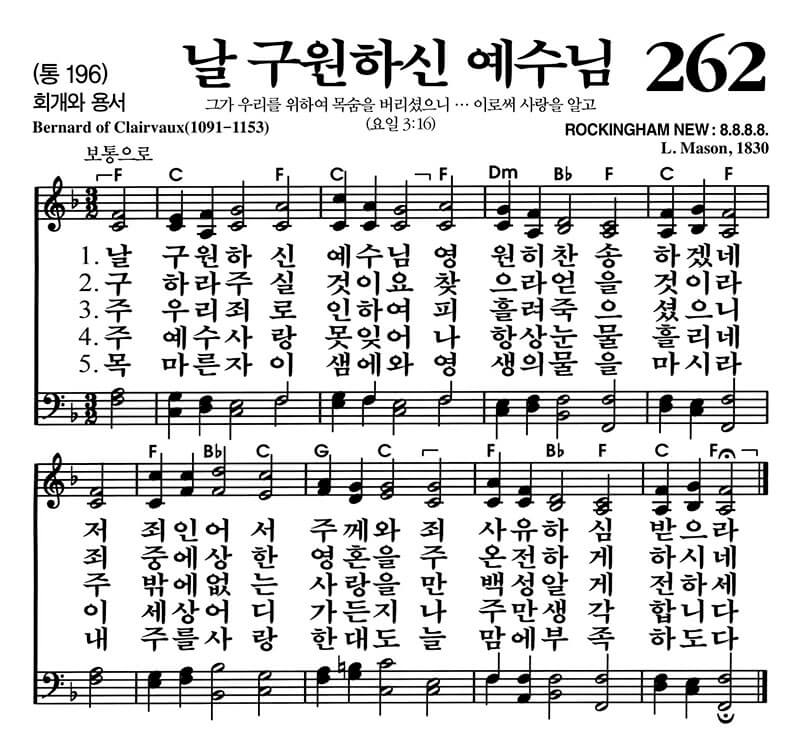 (통 196)
날 구원하신 예수님 262
회개와 용서
그가 우리를 위하여 목숨을 버리셨으니 … 이로써 사랑을 알고
(요일 3:16)
Bernard of Clairvaux(1091-1153)
ROCKINGHAM NEW : 8.8.8.8.
L. Mason, 1830
보통으로
F C F C F Dm B♭ F C F
1. 날 구원하신 예수님영 원히찬송 하겠네
2. 구 하라주실 것이요찾 으라얻을 것이라
3. 주 우리죄로 인하여피 흘려죽으 셨으니
4. 주 예수사랑 못잊어나 항상눈물 흘리네
5. 목 마른자이 샘에와영 생의물을 마시라
F B♭ C G C F B♭ F C F
저 죄인어서 주께와죄 사유하심 받으라
죄 중에상한 영혼을주 온전하게 하시네
주 밖에없는 사랑을만 백성알게 전하세
이 세상어디 가든지나 주만생각 합니다
내 주를사랑 한대도늘 맘에부족 하도다